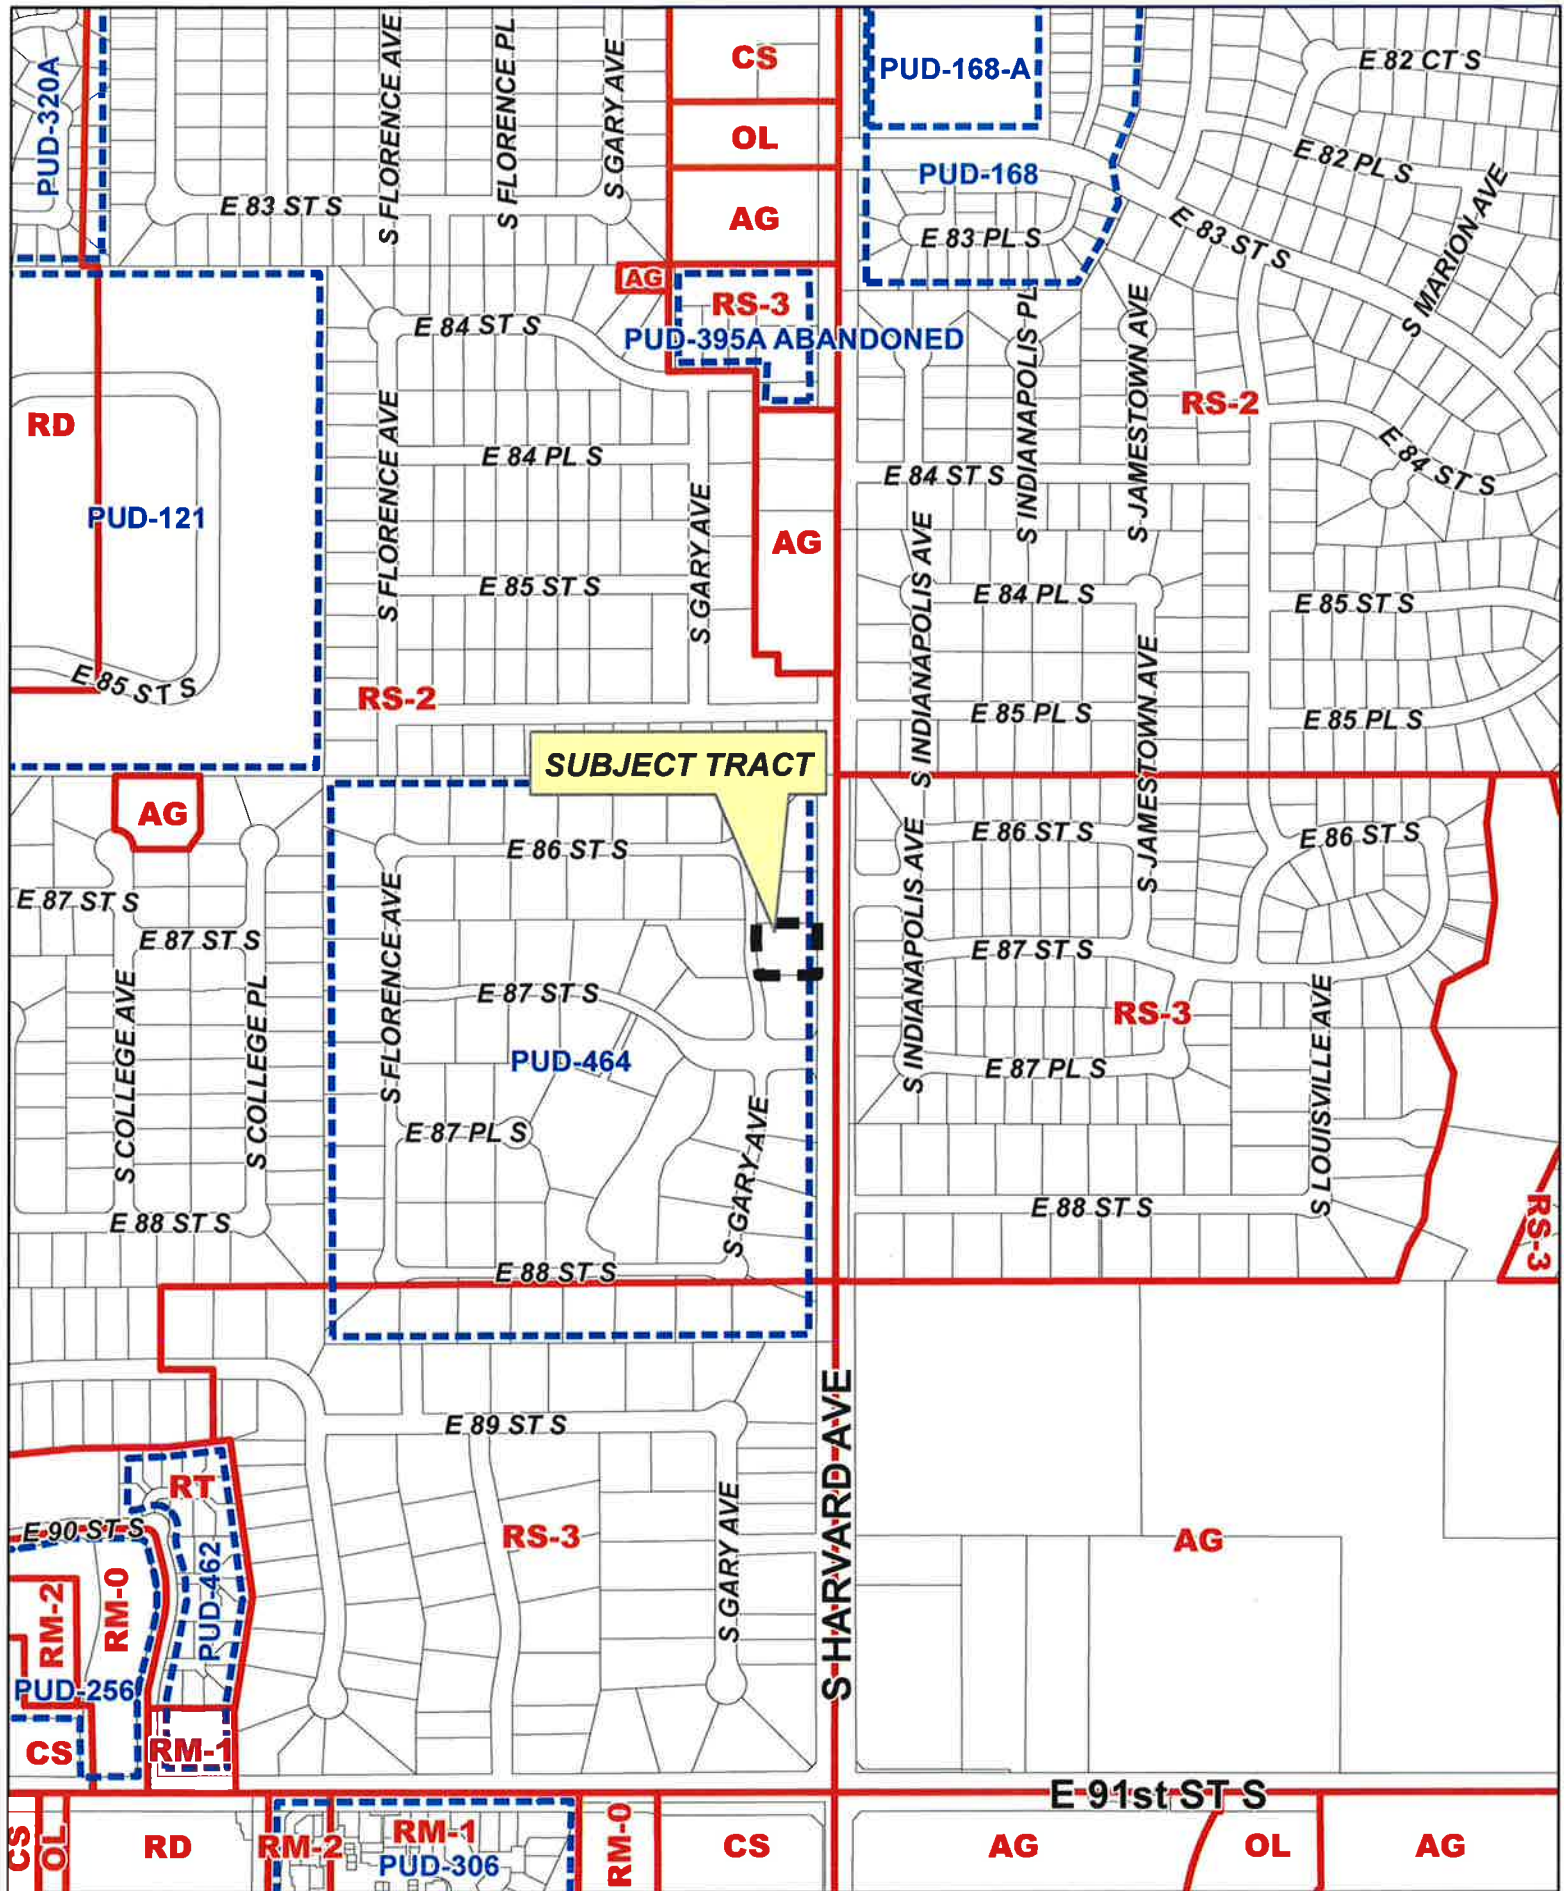 CS
PUD-168-A
E 82 CT S
PUD-320A
S FLORENCE AVE
S FLORENCE PL
S GARY AVE
OL
E 82 PL S
PUD-168
S MARION AVE
E 83 ST S
AG
E 83 PL S
E 83 ST S
AG
RS-3
PUD-395A ABANDONED
E 84 ST S
S INDIANAPOLIS PL
S JAMESTOWN AVE
RS-2
RD
E 84 ST S
E 84 PL S
E 84 ST S
S FLORENCE AVE
S GARY AVE
PUD-121
AG
S INDIANAPOLIS AVE
E 85 ST S
E 84 PL S
E 85 ST S
E 85 ST S
RS-2
S JAMESTOWN AVE
E 85 PL S
E 85 PL S
SUBJECT TRACT
AG
E 86 ST S
E 86 ST S
E 86 ST S
S INDIANAPOLIS AVE
E 87 ST S
E 87 ST S
S FLORENCE AVE
E 87 ST S
E 87 ST S
S COLLEGE AVE
S COLLEGE PL
RS-3
S LOUISVILLE AVE
PUD-464
E 87 PL S
E 87 PL S
S GARY AVE
E 88 ST S
E 88 ST S
RS-3
E 88 ST S
E 89 ST S
S HARVARD AVE
RT
E 90 ST S
RS-3
S GARY AVE
AG
RM-2
RM-0
PUD-462
PUD-256
CS
RM-1
E 91st ST S
CS
OL
RD
RM-2
RM-1
PUD-306
RM-0
CS
AG
OL
AG